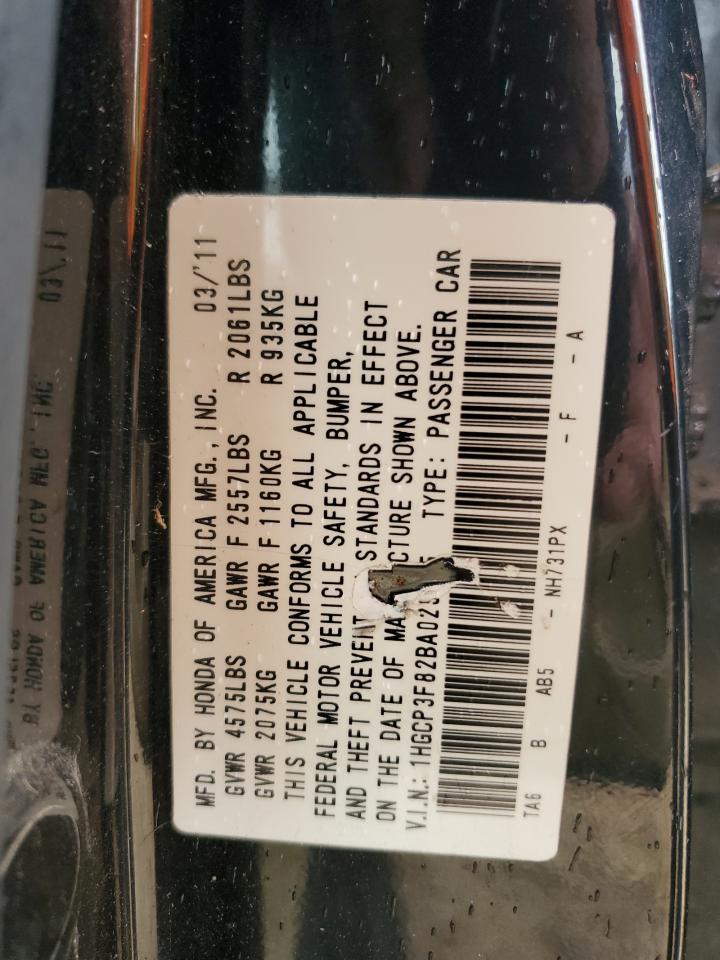 MFD. BY HONDA OF AMERICA MFG., INC. 03/'11
GVWR 4575LBS GAWR F 2557LBS R 2061LBS
GVWR 2075KG GAWR F 1160KG R 935KG
THIS VEHICLE CONFORMS TO ALL APPLICABLE
FEDERAL MOTOR VEHICLE SAFETY, BUMPER,
AND THEFT PREVENT STANDARDS IN EFFECT
ON THE DATE OF MA CTURE SHOWN ABOVE.
V.I.N.: TYPE: PASSENGER CAR
TA6 B AB5 - NH731PX - F - A